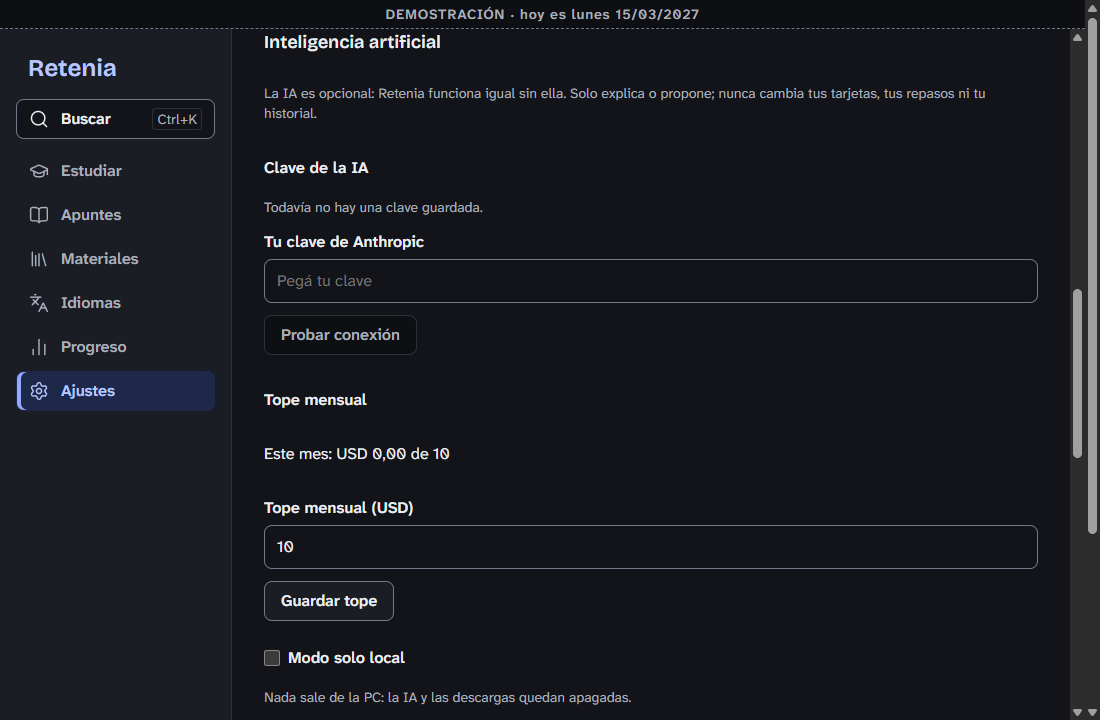 DEMOSTRACIÓN · hoy es lunes 15/03/2027
Retenia
Buscar Ctrl+K
Estudiar
Apuntes
Materiales
Idiomas
Progreso
Ajustes
Inteligencia artificial
La IA es opcional: Retenia funciona igual sin ella. Solo explica o propone; nunca cambia tus tarjetas, tus repasos ni tu
historial.
Clave de la IA
Todavía no hay una clave guardada.
Tu clave de Anthropic
Pegá tu clave
Probar conexión
Tope mensual
Este mes: USD 0,00 de 10
Tope mensual (USD)
10
Guardar tope
Modo solo local
Nada sale de la PC: la IA y las descargas quedan apagadas.